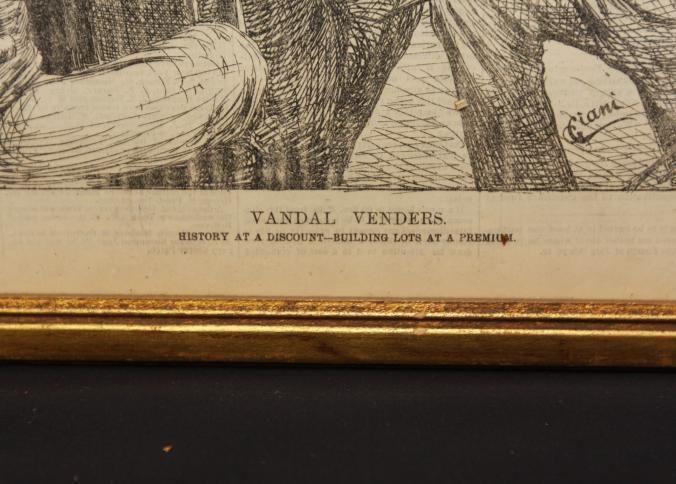 Giani
VANDAL VENDERS.
HISTORY AT A DISCOUNT—BUILDING LOTS AT A PREMIUM.